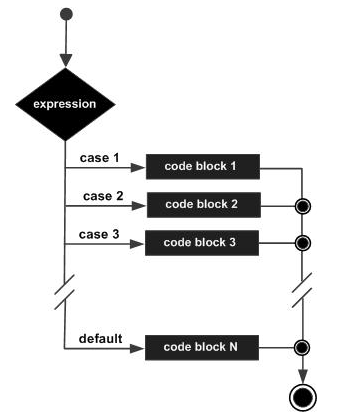 expression
case 1
code block 1
case 2
code block 2
case 3
code block 3
default
code block N